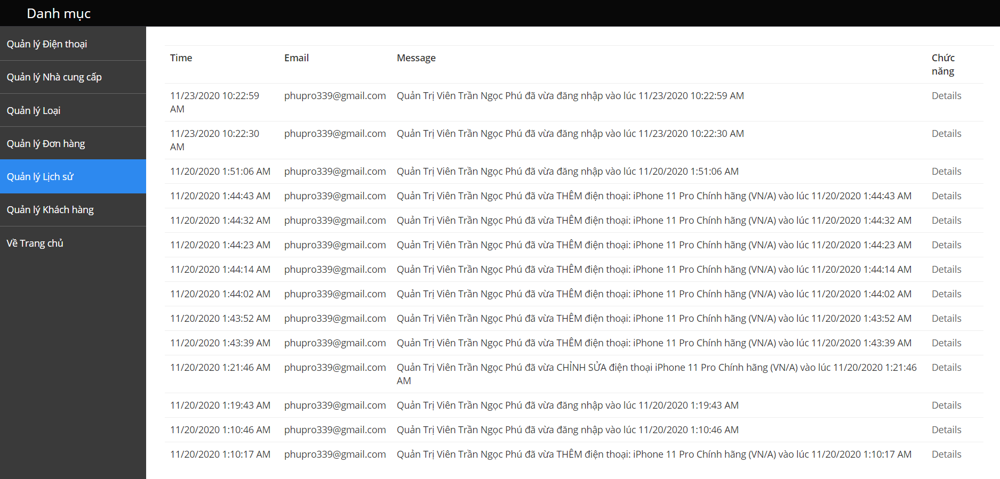 Danh mục
Quản lý Điện thoại
Quản lý Nhà cung cấp
Quản lý Loại
Quản lý Đơn hàng
Quản lý Lịch sử
Quản lý Khách hàng
Về Trang chủ
Time Email Message Chức
năng
11/23/2020 10:22:59 phupro339@gmail.com Quản Trị Viên Trần Ngọc Phú đã vừa đăng nhập vào lúc 11/23/2020 10:22:59 AM Details
AM
11/23/2020 10:22:30 phupro339@gmail.com Quản Trị Viên Trần Ngọc Phú đã vừa đăng nhập vào lúc 11/23/2020 10:22:30 AM Details
AM
11/20/2020 1:51:06 AM phupro339@gmail.com Quản Trị Viên Trần Ngọc Phú đã vừa đăng nhập vào lúc 11/20/2020 1:51:06 AM Details
11/20/2020 1:44:43 AM phupro339@gmail.com Quản Trị Viên Trần Ngọc Phú đã vừa THÊM điện thoại: iPhone 11 Pro Chính hãng (VN/A) vào lúc 11/20/2020 1:44:43 AM Details
11/20/2020 1:44:32 AM phupro339@gmail.com Quản Trị Viên Trần Ngọc Phú đã vừa THÊM điện thoại: iPhone 11 Pro Chính hãng (VN/A) vào lúc 11/20/2020 1:44:32 AM Details
11/20/2020 1:44:23 AM phupro339@gmail.com Quản Trị Viên Trần Ngọc Phú đã vừa THÊM điện thoại: iPhone 11 Pro Chính hãng (VN/A) vào lúc 11/20/2020 1:44:23 AM Details
11/20/2020 1:44:14 AM phupro339@gmail.com Quản Trị Viên Trần Ngọc Phú đã vừa THÊM điện thoại: iPhone 11 Pro Chính hãng (VN/A) vào lúc 11/20/2020 1:44:14 AM Details
11/20/2020 1:44:02 AM phupro339@gmail.com Quản Trị Viên Trần Ngọc Phú đã vừa THÊM điện thoại: iPhone 11 Pro Chính hãng (VN/A) vào lúc 11/20/2020 1:44:02 AM Details
11/20/2020 1:43:52 AM phupro339@gmail.com Quản Trị Viên Trần Ngọc Phú đã vừa THÊM điện thoại: iPhone 11 Pro Chính hãng (VN/A) vào lúc 11/20/2020 1:43:52 AM Details
11/20/2020 1:43:39 AM phupro339@gmail.com Quản Trị Viên Trần Ngọc Phú đã vừa THÊM điện thoại: iPhone 11 Pro Chính hãng (VN/A) vào lúc 11/20/2020 1:43:39 AM Details
11/20/2020 1:21:46 AM phupro339@gmail.com Quản Trị Viên Trần Ngọc Phú đã vừa CHỈNH SỬA điện thoại iPhone 11 Pro Chính hãng (VN/A) vào lúc 11/20/2020 1:21:46 Details
AM
11/20/2020 1:19:43 AM phupro339@gmail.com Quản Trị Viên Trần Ngọc Phú đã vừa đăng nhập vào lúc 11/20/2020 1:19:43 AM Details
11/20/2020 1:10:46 AM phupro339@gmail.com Quản Trị Viên Trần Ngọc Phú đã vừa đăng nhập vào lúc 11/20/2020 1:10:46 AM Details
11/20/2020 1:10:17 AM phupro339@gmail.com Quản Trị Viên Trần Ngọc Phú đã vừa THÊM điện thoại: iPhone 11 Pro Chính hãng (VN/A) vào lúc 11/20/2020 1:10:17 AM Details